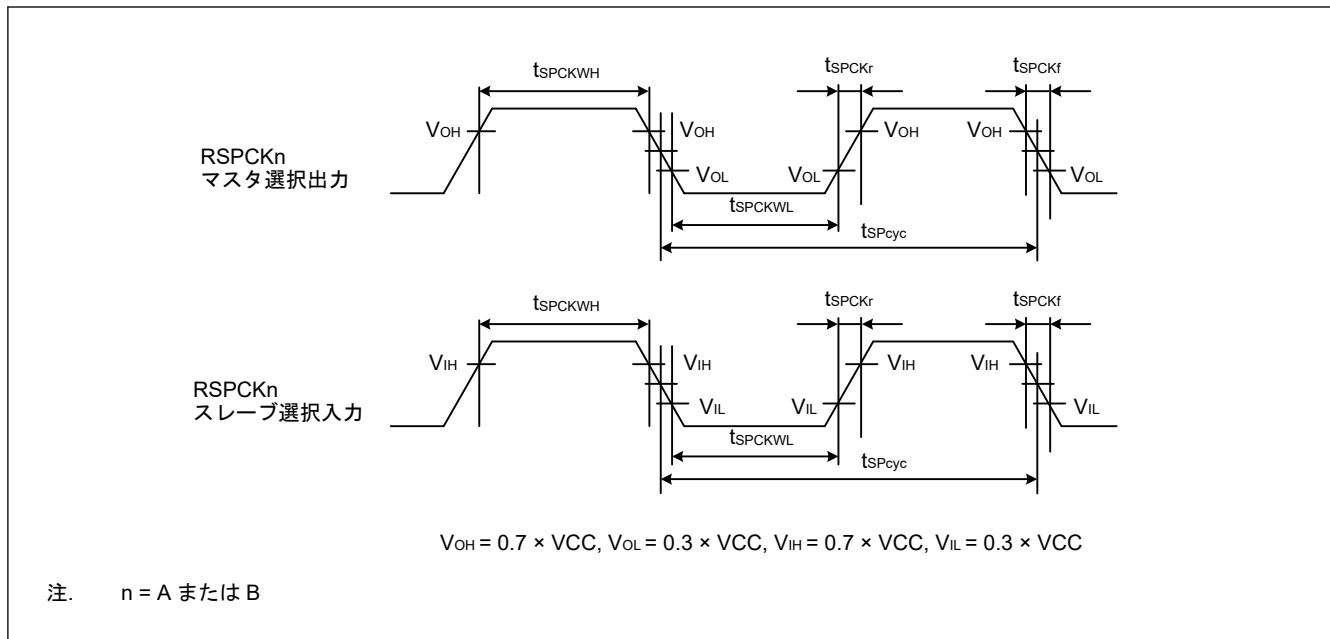 tSPCKWH tSPCKr tSPCKf
VOH VOH VOH VOH
RSPCKn
マスタ選択出力
VOL VOL VOL
tSPCKWL
tSPcyc
tSPCKWH tSPCKr tSPCKf
VIH VIH VIH VIH
RSPCKn
スレーブ選択入力
VIL VIL VIL
tSPCKWL
tSPcyc
VOH = 0.7 × VCC, VOL = 0.3 × VCC, VIH = 0.7 × VCC, VIL = 0.3 × VCC
注. n = A または B